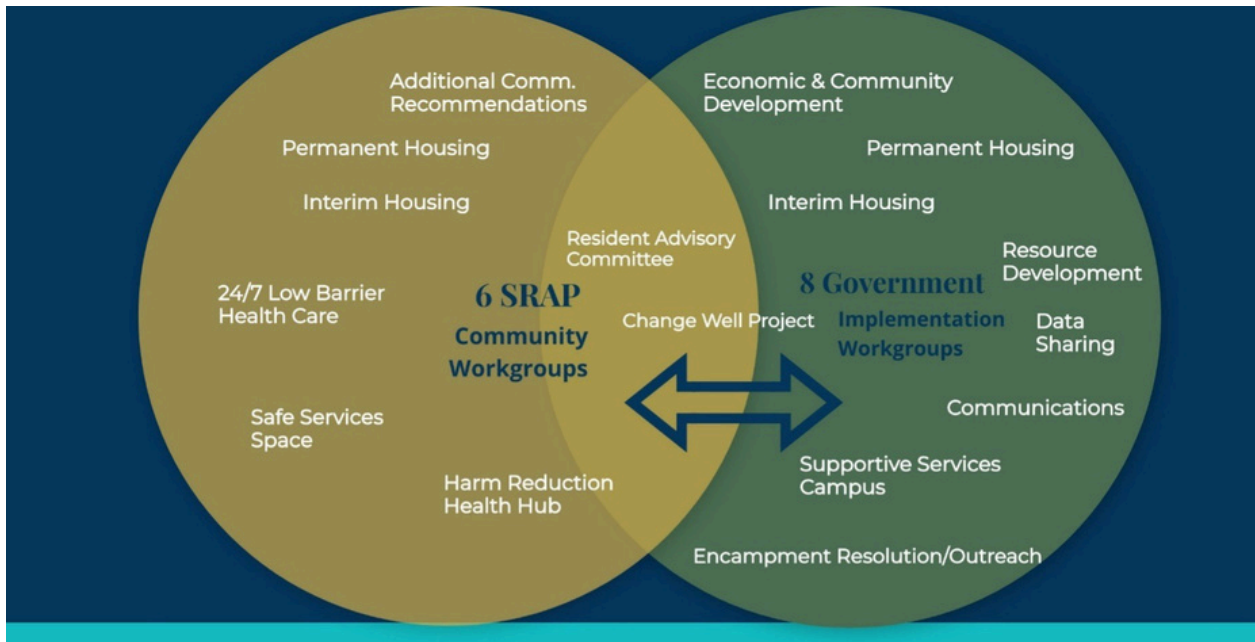 Additional Comm.
Recommendations
Permanent Housing
Interim Housing
24/7 Low Barrier
Health Care
6 SRAP
Community
Workgroups
Safe Services
Space
Harm Reduction
Health Hub
Resident Advisory
Committee
Change Well Project
Economic & Community
Development
Permanent Housing
Interim Housing
Resource
Development
8 Government
Implementation
Workgroups
Data
Sharing
Communications
Supportive Services
Campus
Encampment Resolution/Outreach